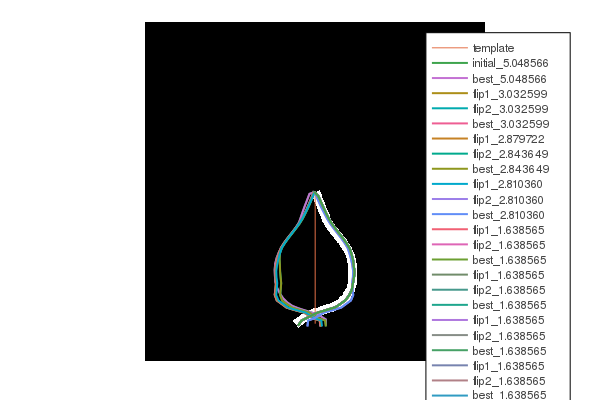 template
initial_5.048566
best_5.048566
flip1_3.032599
flip2_3.032599
best_3.032599
flip1_2.879722
flip2_2.843649
best_2.843649
flip1_2.810360
flip2_2.810360
best_2.810360
flip1_1.638565
flip2_1.638565
best_1.638565
flip1_1.638565
flip2_1.638565
best_1.638565
flip1_1.638565
flip2_1.638565
best_1.638565
flip1_1.638565
flip2_1.638565
best_1.638565